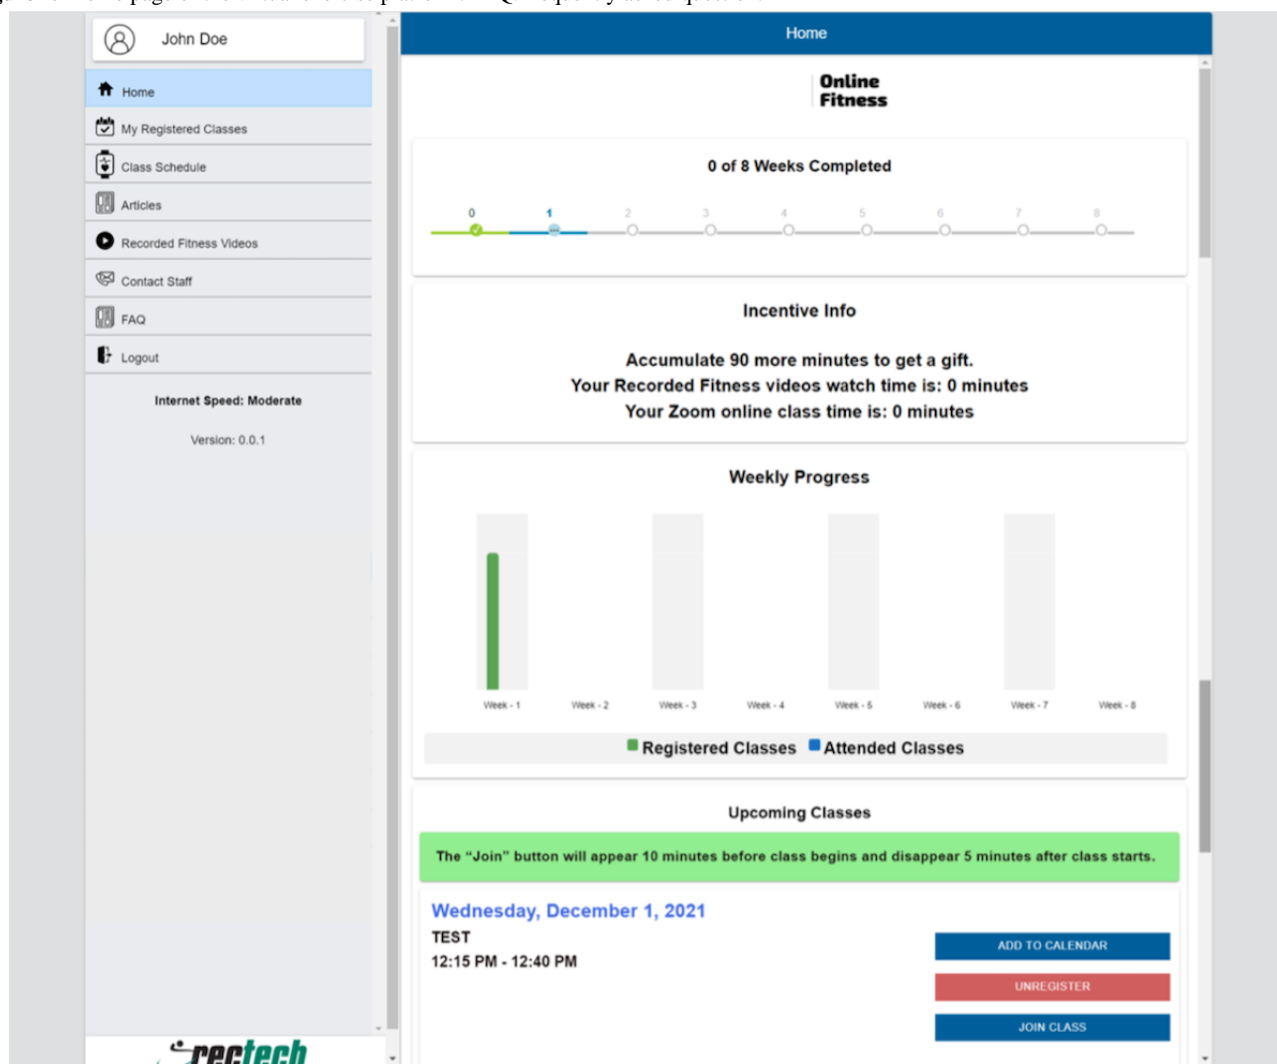 John Doe
Home
My Registered Classes
Class Schedule
Articles
Recorded Fitness Videos
Contact Staff
FAQ
Logout
Internet Speed: Moderate
Version: 0.0.1
rectech
Home
Online
Fitness
0 of 8 Weeks Completed
0 1 2 3 4 5 6 7 8
Incentive Info
Accumulate 90 more minutes to get a gift.
Your Recorded Fitness videos watch time is: 0 minutes
Your Zoom online class time is: 0 minutes
Weekly Progress
Week - 1 Week - 2 Week - 3 Week - 4 Week - 5 Week - 6 Week - 7 Week - 8
Registered Classes Attended Classes
Upcoming Classes
The “Join” button will appear 10 minutes before class begins and disappear 5 minutes after class starts.
Wednesday, December 1, 2021
TEST
12:15 PM - 12:40 PM
ADD TO CALENDAR
UNREGISTER
JOIN CLASS